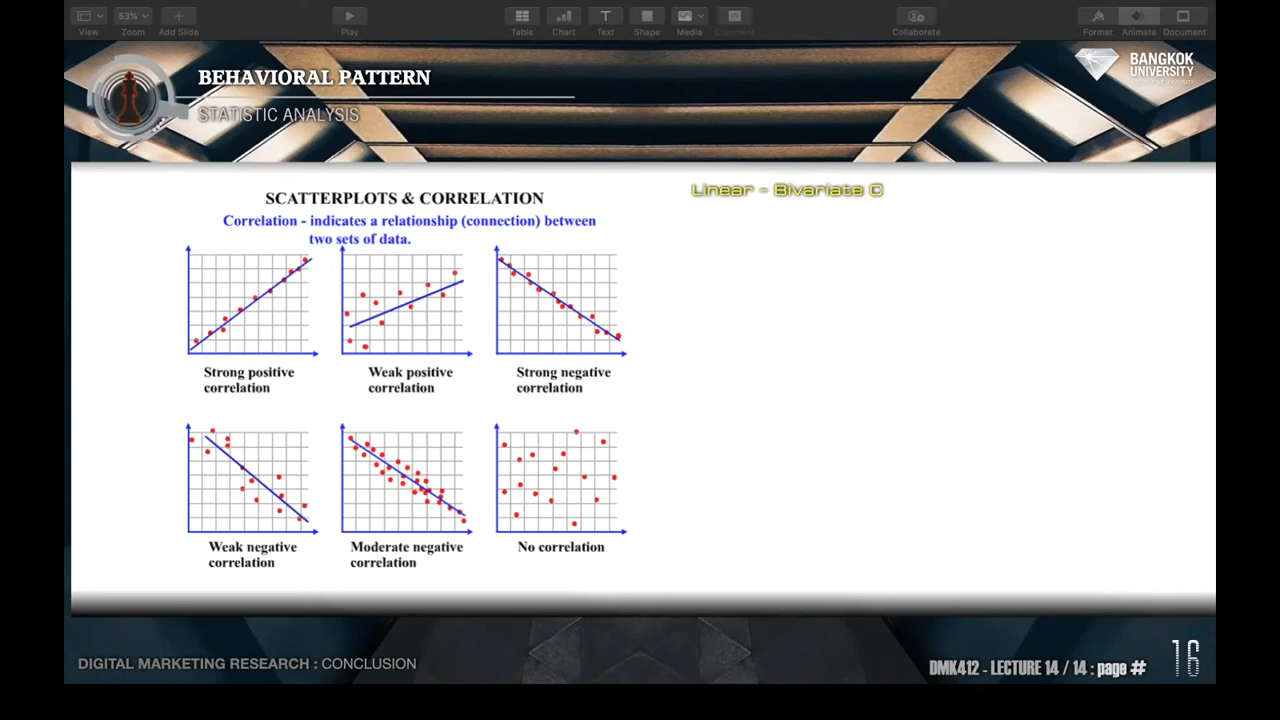 53%
View
Zoom
Add Slide
Play
Table
Chart
Text
Shape
Media
Comment
Collaborate
Format
Animate
Document
BEHAVIORAL PATTERN
STATISTIC ANALYSIS
BANGKOK
UNIVERSITY
SCATTERPLOTS & CORRELATION
Correlation - indicates a relationship (connection) between
two sets of data.
Linear - Bivariate C
Strong positive
correlation
Weak positive
correlation
Strong negative
correlation
Weak negative
correlation
Moderate negative
correlation
No correlation
DIGITAL MARKETING RESEARCH : CONCLUSION
DMK412 - LECTURE 14 / 14 : page #
16